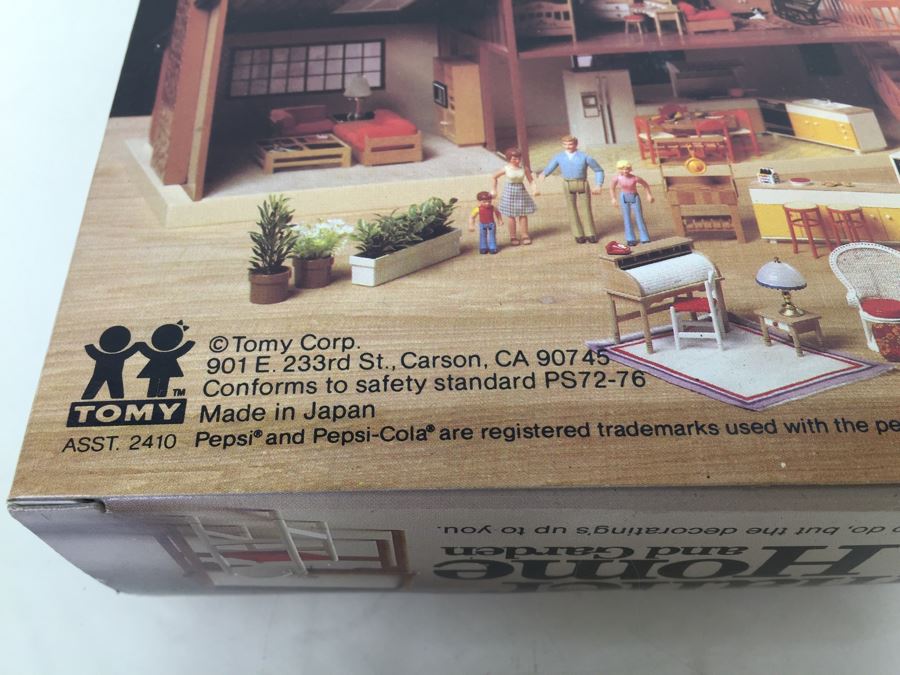 ©Tomy Corp.
901 E. 233rd St., Carson, CA 90745
Conforms to safety standard PS72-76
TM
TOMY
Made in Japan
ASST. 2410
Pepsi® and Pepsi-Cola® are registered trademarks used with the
do, but the decorating's up to you.
Home
and Garden